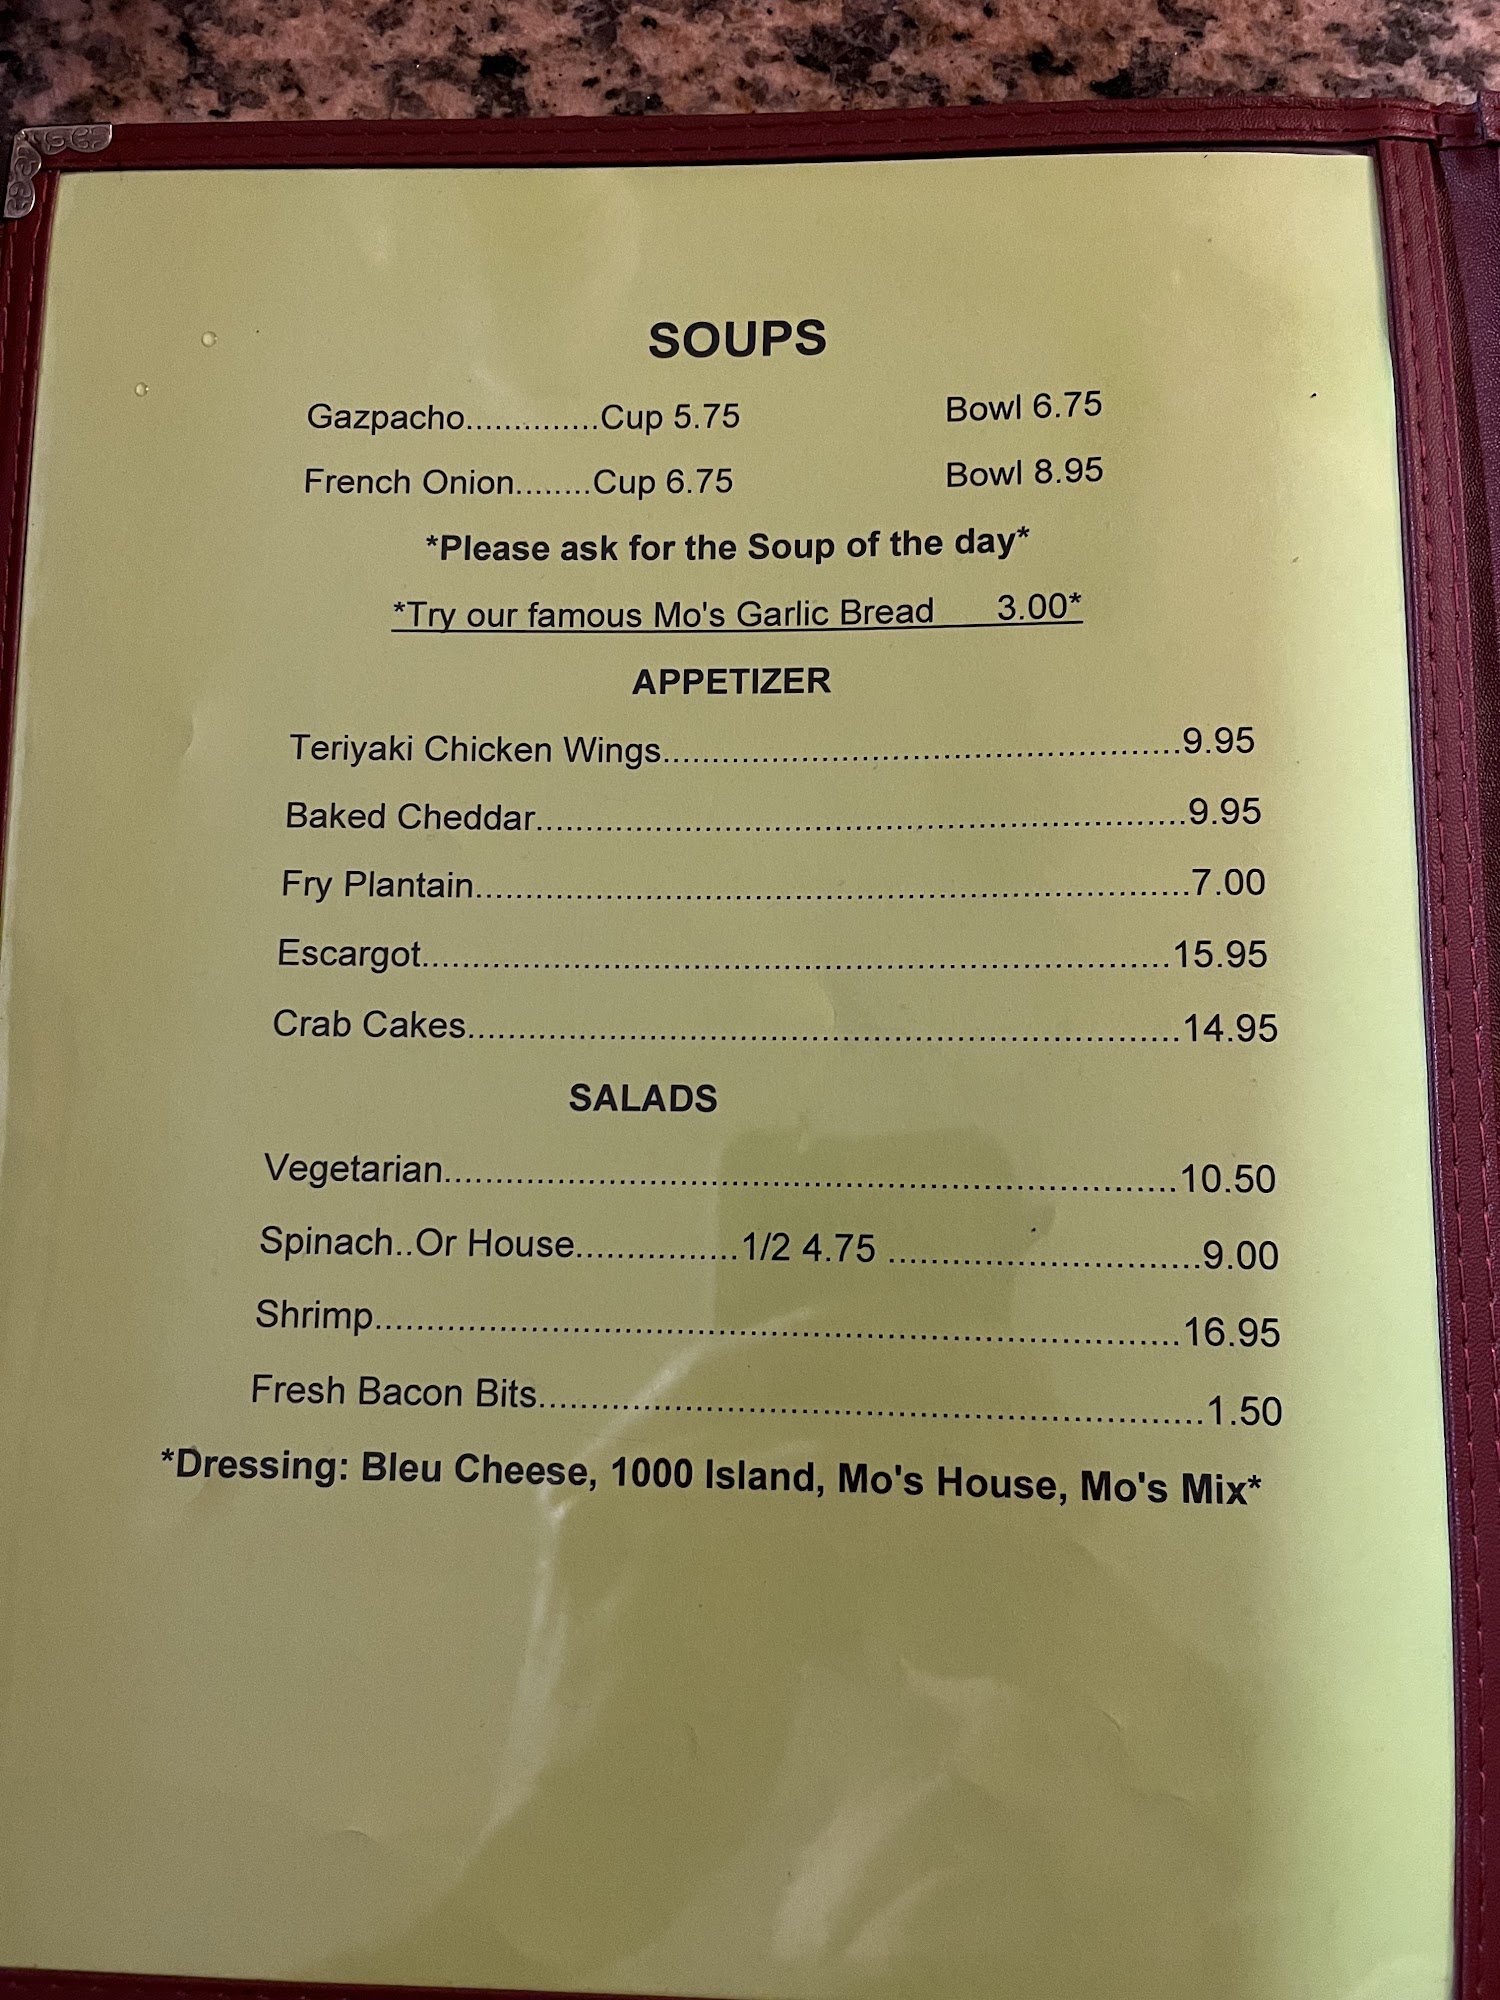 SOUPS
Gazpacho..............Cup 5.75 Bowl 6.75
French Onion........Cup 6.75 Bowl 8.95
*Please ask for the Soup of the day*
*Try our famous Mo's Garlic Bread 3.00*
APPETIZER
Teriyaki Chicken Wings....................................................9.95
Baked Cheddar.................................................................9.95
Fry Plantain.......................................................................7.00
Escargot...........................................................................15.95
Crab Cakes.......................................................................14.95
SALADS
Vegetarian.........................................................................10.50
Spinach..Or House................1/2 4.75 ...............................9.00
Shrimp................................................................................16.95
Fresh Bacon Bits..................................................................1.50
*Dressing: Bleu Cheese, 1000 Island, Mo's House, Mo's Mix*